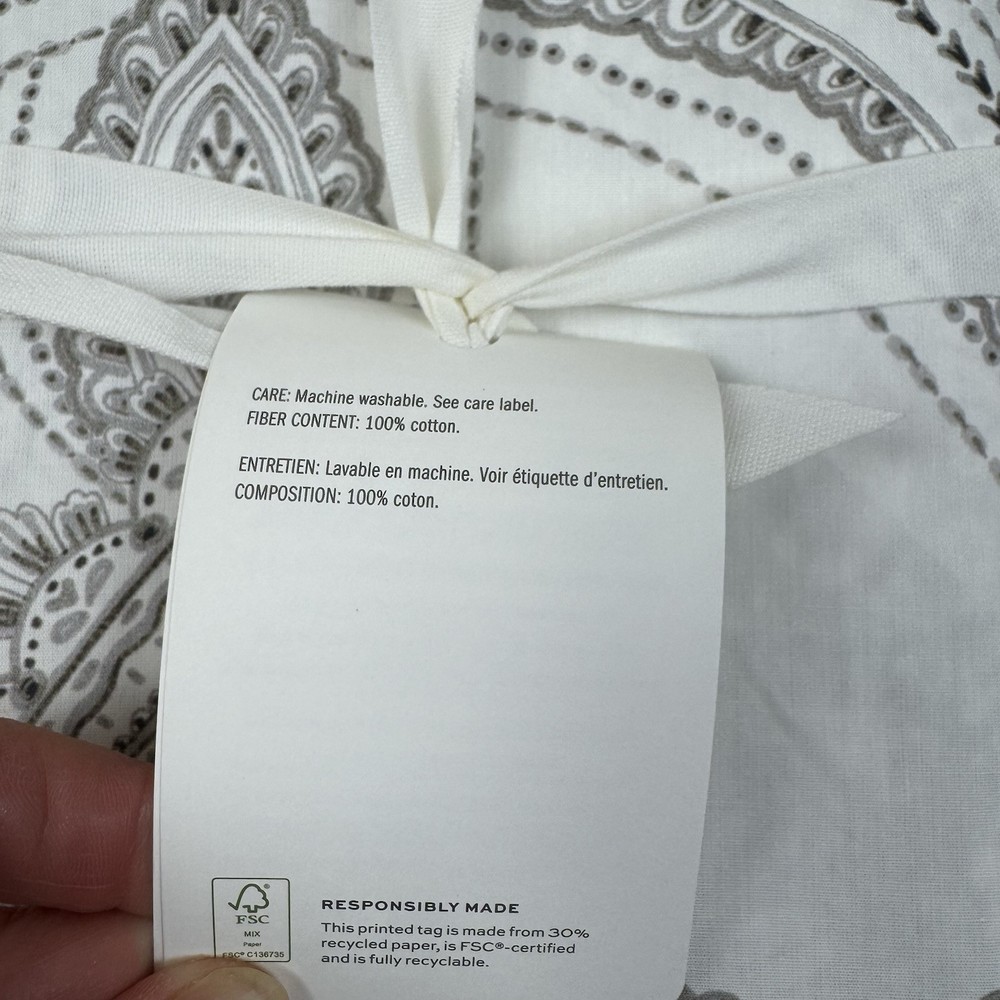 CARE: Machine washable. See care label.
FIBER CONTENT: 100% cotton.
ENTRETIEN: Lavable en machine. Voir étiquette d'entretien.
COMPOSITION: 100% coton.
FSC
MIX
Paper
FSC® C136735
RESPONSIBLY MADE
This printed tag is made from 30%
recycled paper, is FSC®-certified
and is fully recyclable.